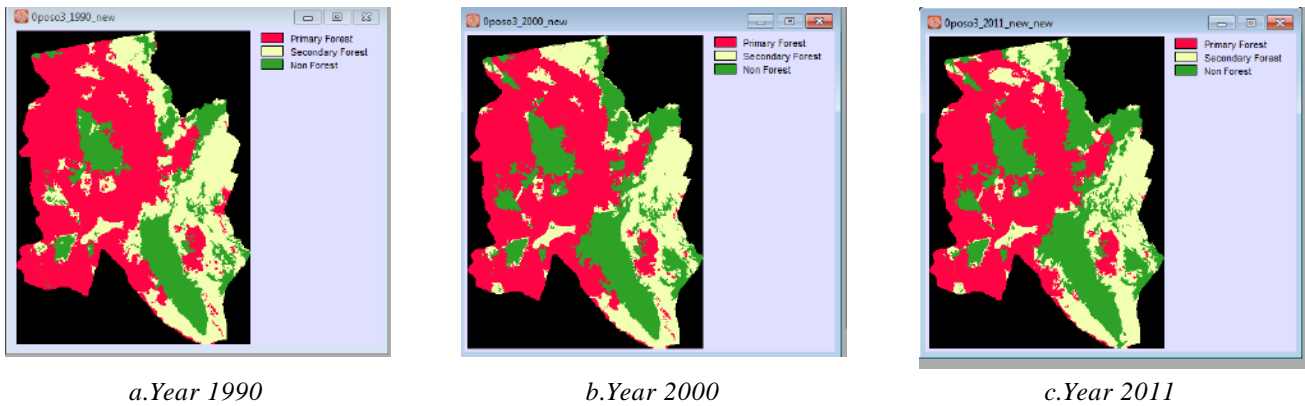 0poso3_1990_new
Primary Forest
Secondary Forest
Non Forest
0poso3_2000_new
Primary Forest
Secondary Forest
Non Forest
0poso3_2011_new_new
Primary Forest
Secondary Forest
Non Forest
a.Year 1990
b.Year 2000
c.Year 2011